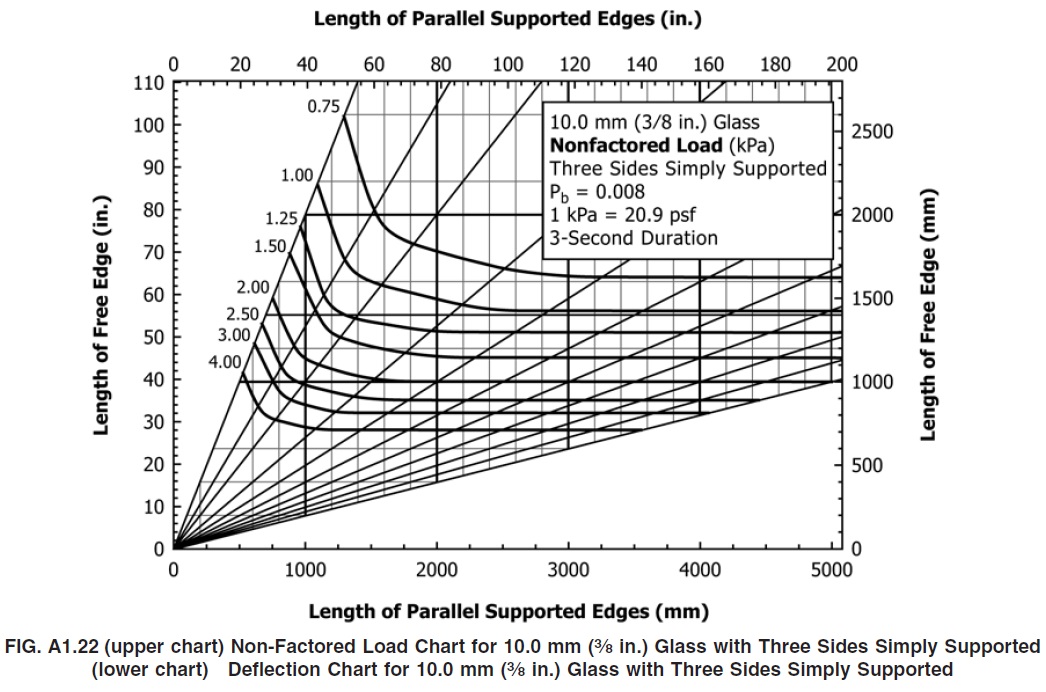 Length of Parallel Supported Edges (in.)
0 20 40 60 80 100 120 140 160 180 200
110
100
90
80
70
60
50
40
30
20
10
0
Length of Free Edge (in.)
0.75
1.00
1.25
1.50
2.00
2.50
3.00
4.00
10.0 mm (3/8 in.) Glass
Nonfactored Load (kPa)
Three Sides Simply Supported
Pb = 0.008
1 kPa = 20.9 psf
3-Second Duration
2500
2000
1500
1000
500
0
Length of Free Edge (mm)
0 1000 2000 3000 4000 5000
Length of Parallel Supported Edges (mm)
FIG. A1.22 (upper chart) Non-Factored Load Chart for 10.0 mm (⅜ in.) Glass with Three Sides Simply Supported
(lower chart) Deflection Chart for 10.0 mm (⅜ in.) Glass with Three Sides Simply Supported